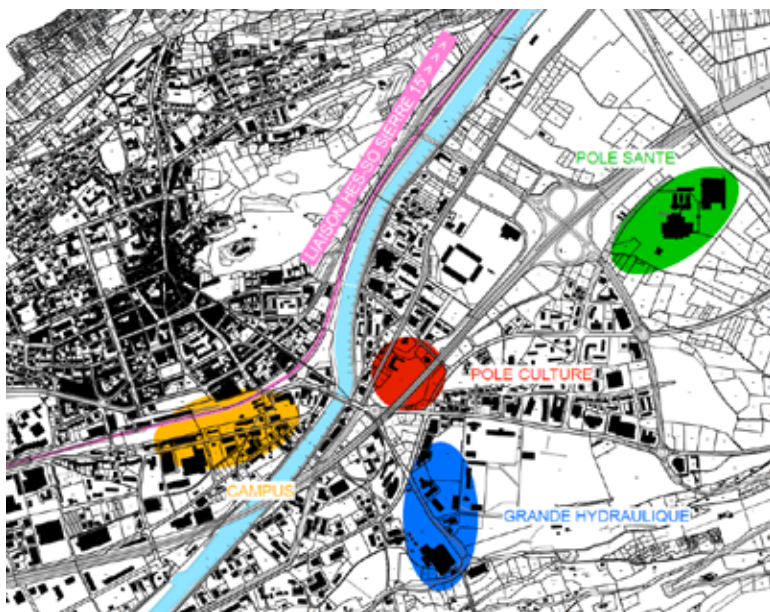 LIAISON HES-SO SIERRE 15' > > >
POLE SANTE
POLE CULTURE
CAMPUS
GRANDE HYDRAULIQUE